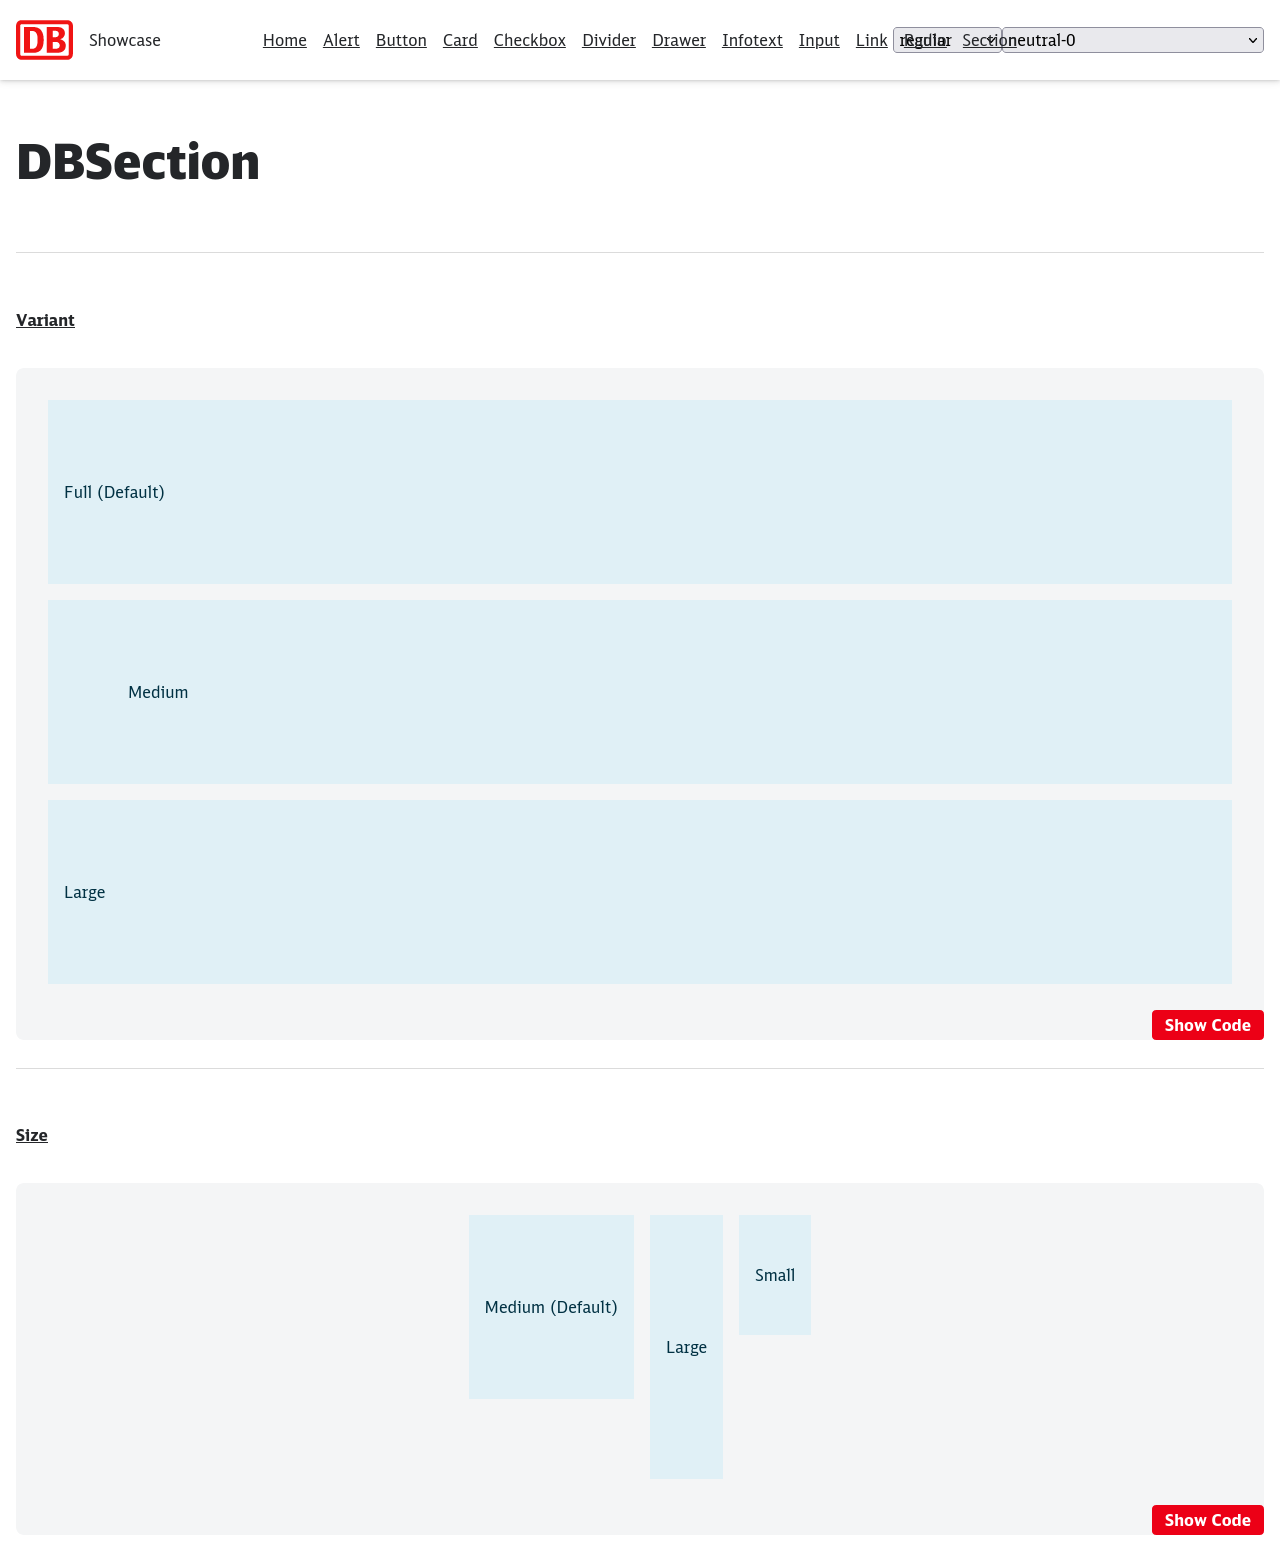 DB Showcase Home Alert Button Card Checkbox Divider Drawer Infotext Input Link Radio Section regular neutral-0
DBSection
Variant
Full (Default)
Medium
Large
Show Code
Size
Medium (Default) Large Small
Show Code